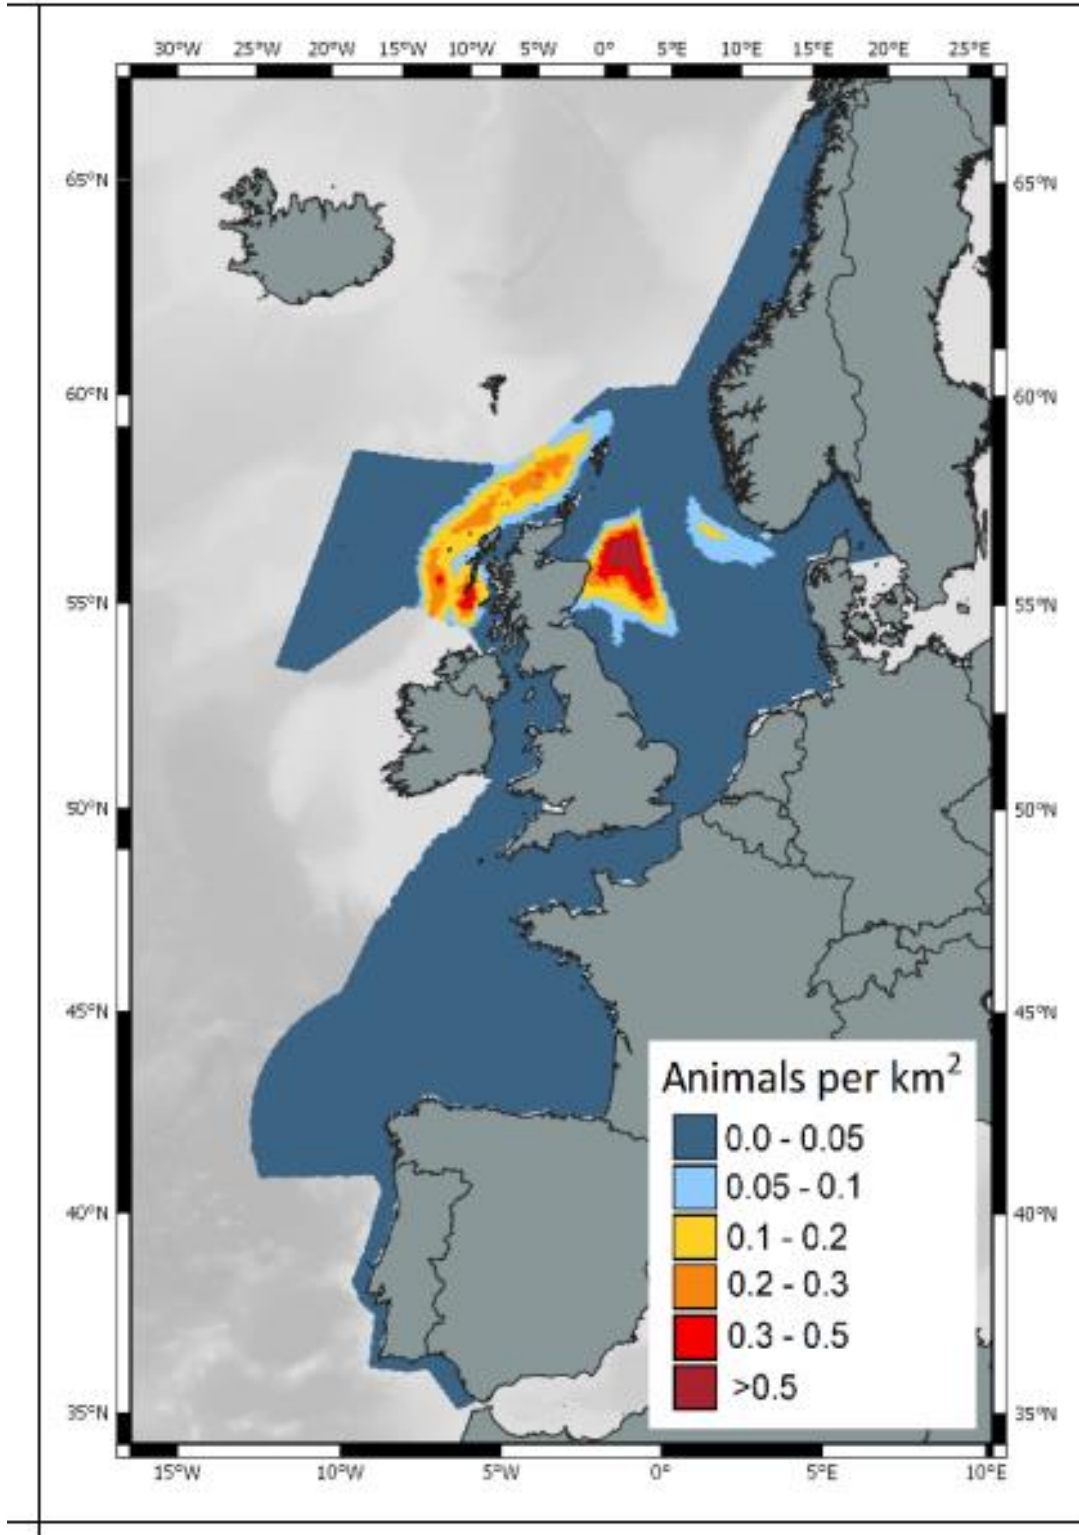 30°W 25°W 20°W 15°W 10°W 5°W 0° 5°E 10°E 15°E 20°E 25°E
65°N 65°N
60°N 60°N
55°N 55°N
50°N 50°N
45°N 45°N
Animals per km²
0.0 - 0.05
0.05 - 0.1
40°N 40°N
0.1 - 0.2
0.2 - 0.3
0.3 - 0.5
>0.5
35°N 35°N
15°W 10°W 5°W 0° 5°E 10°E